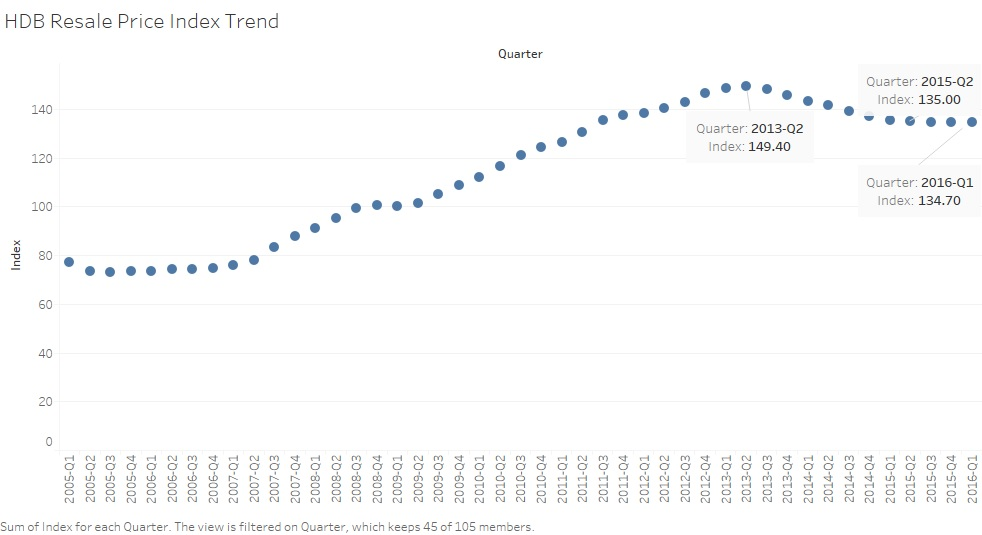 HDB Resale Price Index Trend
Quarter
Quarter: 2015-Q2
Index: 135.00
Quarter: 2013-Q2
Index: 149.40
Quarter: 2016-Q1
Index: 134.70
Index
140
120
100
80
60
40
20
0
2005-Q1
2005-Q2
2005-Q3
2005-Q4
2006-Q1
2006-Q2
2006-Q3
2006-Q4
2007-Q1
2007-Q2
2007-Q3
2007-Q4
2008-Q1
2008-Q2
2008-Q3
2008-Q4
2009-Q1
2009-Q2
2009-Q3
2009-Q4
2010-Q1
2010-Q2
2010-Q3
2010-Q4
2011-Q1
2011-Q2
2011-Q3
2011-Q4
2012-Q1
2012-Q2
2012-Q3
2012-Q4
2013-Q1
2013-Q2
2013-Q3
2013-Q4
2014-Q1
2014-Q2
2014-Q3
2014-Q4
2015-Q1
2015-Q2
2015-Q3
2015-Q4
2016-Q1
Sum of Index for each Quarter. The view is filtered on Quarter, which keeps 45 of 105 members.